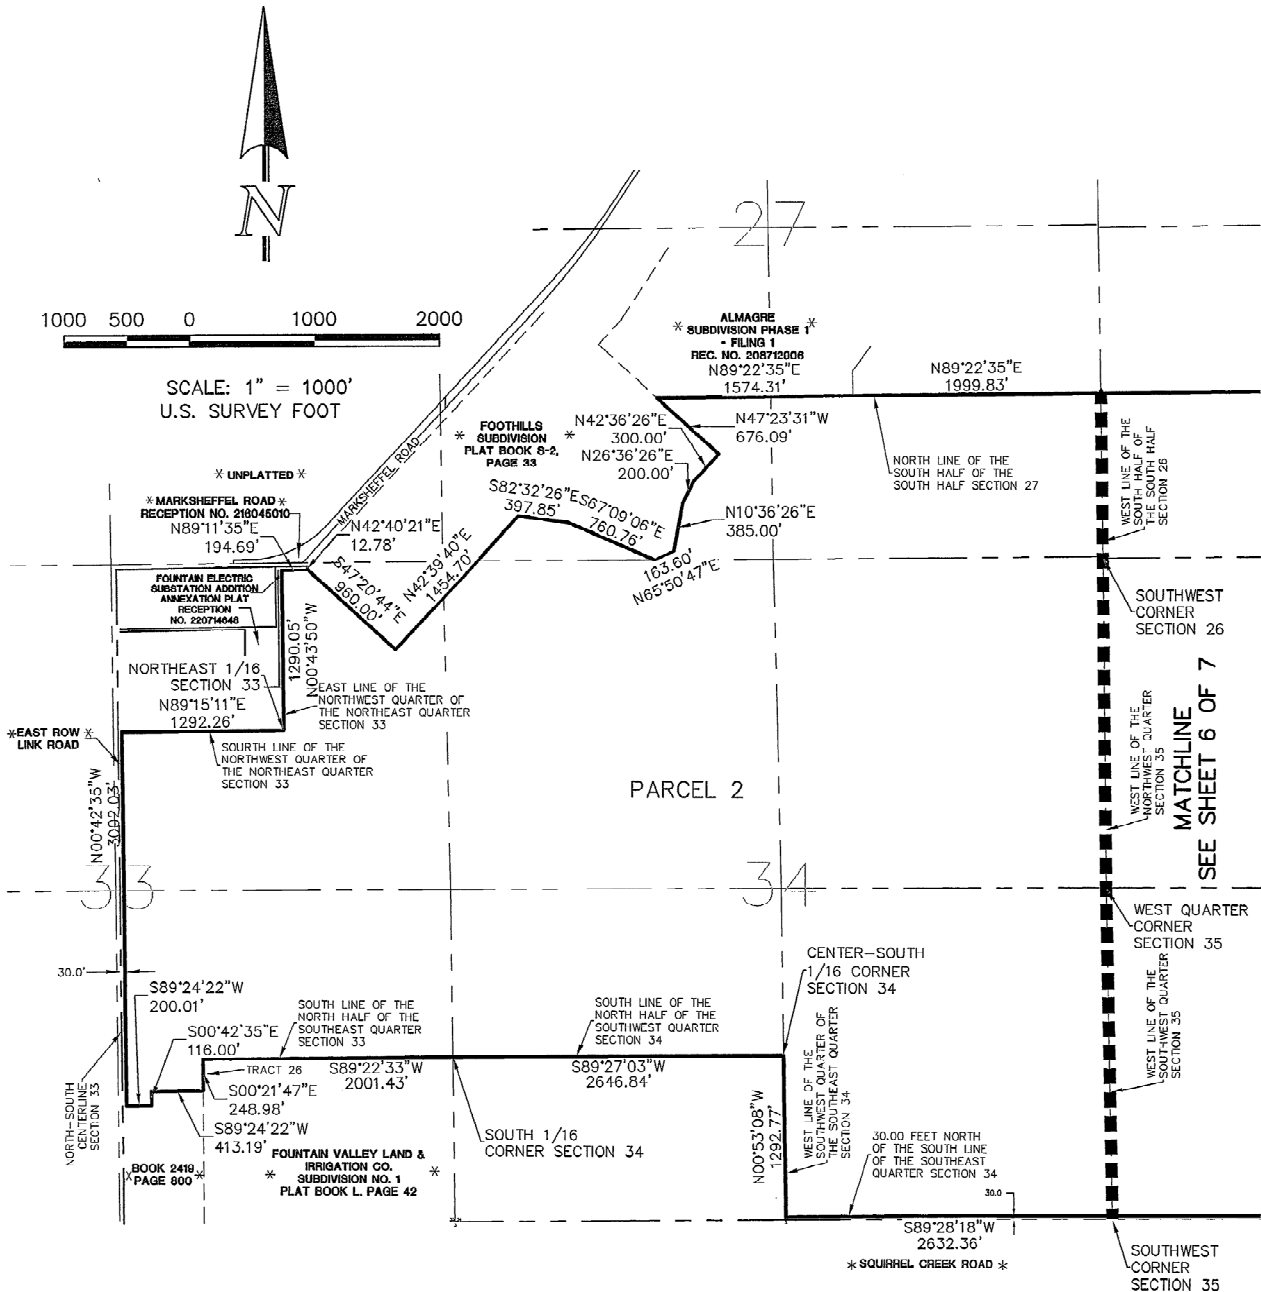 N
27
1000 500 0 1000 2000
SCALE: 1" = 1000'
U.S. SURVEY FOOT
ALMAGRE
* SUBDIVISION PHASE 1 *
- FILING 1
REC. NO. 208712006
N89°22'35"E
1574.31'
N89°22'35"E
1999.83'
N42°36'26"E
300.00'
N26°36'26"E
200.00'
N47°23'31"W
676.09'
FOOTHILLS
* SUBDIVISION *
PLAT BOOK S-2,
PAGE 33
NORTH LINE OF THE
SOUTH HALF OF THE
SOUTH HALF SECTION 27
WEST LINE OF THE
SOUTH HALF OF
THE SOUTH HALF
SECTION 26
MARKSHEFFEL ROAD
* UNPLATTED *
* MARKSHEFFEL ROAD *
RECEPTION NO. 216045010
N89°11'35"E
194.69'
N42°40'21"E
12.78'
S82°32'26"E
397.85'
S67°09'06"E
760.76'
N10°36'26"E
385.00'
163.60'
N65°50'47"E
S47°20'44"E
960.00'
N42°39'40"E
1454.70'
FOUNTAIN ELECTRIC
SUBSTATION ADDITION
ANNEXATION PLAT
RECEPTION
NO. 220714648
1290.05'
N00°43'50"W
SOUTHWEST
CORNER
SECTION 26
NORTHEAST 1/16
SECTION 33
N89°15'11"E
1292.26'
EAST LINE OF THE
NORTHWEST QUARTER OF
THE NORTHEAST QUARTER
SECTION 33
*EAST ROW *
LINK ROAD
SOURTH LINE OF THE
NORTHWEST QUARTER OF
THE NORTHEAST QUARTER
SECTION 33
N00°42'35"W
3092.03'
PARCEL 2
WEST LINE OF THE
NORTHWEST QUARTER
SECTION 35
MATCHLINE
SEE SHEET 6 OF 7
33
34
WEST QUARTER
CORNER
SECTION 35
30.0'
S89°24'22"W
200.01'
CENTER-SOUTH
1/16 CORNER
SECTION 34
S00°42'35"E
116.00'
SOUTH LINE OF THE
NORTH HALF OF THE
SOUTHEAST QUARTER
SECTION 33
SOUTH LINE OF THE
NORTH HALF OF THE
SOUTHWEST QUARTER
SECTION 34
WEST LINE OF THE
SOUTHWEST QUARTER
SECTION 35
TRACT 26
S89°22'33"W
2001.43'
S89°27'03"W
2646.84'
S00°21'47"E
248.98'
S89°24'22"W
413.19'
NORTH-SOUTH
CENTERLINE
SECTION 33
N00°53'08"W
1292.77'
WEST LINE OF THE
SOUTHWEST QUARTER OF
THE SOUTHEAST QUARTER
SECTION 34
SOUTH 1/16
CORNER SECTION 34
30.00 FEET NORTH
OF THE SOUTH LINE
OF THE SOUTHEAST
QUARTER SECTION 34
BOOK 2419
*PAGE 800*
FOUNTAIN VALLEY LAND &
* IRRIGATION CO. *
SUBDIVISION NO. 1
PLAT BOOK L. PAGE 42
30.0
S89°28'18"W
2632.36'
* SQUIRREL CREEK ROAD *
SOUTHWEST
CORNER
SECTION 35